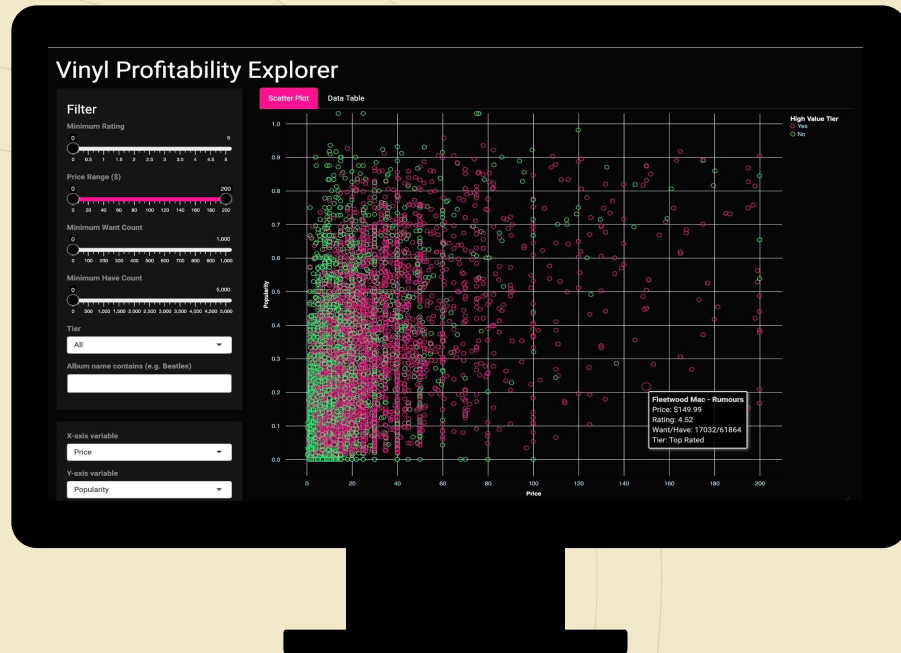 Vinyl Profitability Explorer
Filter
Minimum Rating
0 5
0 0.5 1 1.5 2 2.5 3 3.5 4 4.5 5
Price Range ($)
0 200
0 20 40 60 80 100 120 140 160 180 200
Minimum Want Count
0 1,000
0 100 200 300 400 500 600 700 800 900 1,000
Minimum Have Count
0 5,000
0 500 1,000 1,500 2,000 2,500 3,000 3,500 4,000 4,500 5,000
Tier
All
Album name contains (e.g. Beatles)
X-axis variable
Price
Y-axis variable
Popularity
Scatter Plot Data Table
High Value Tier
Yes
No
1.0
0.9
0.8
0.7
0.6
0.5
0.4
0.3
0.2
0.1
0.0
Popularity
Fleetwood Mac - Rumours
Price: $149.99
Rating: 4.52
Want/Have: 17032/61864
Tier: Top Rated
0 20 40 60 80 100 120 140 160 180 200
Price